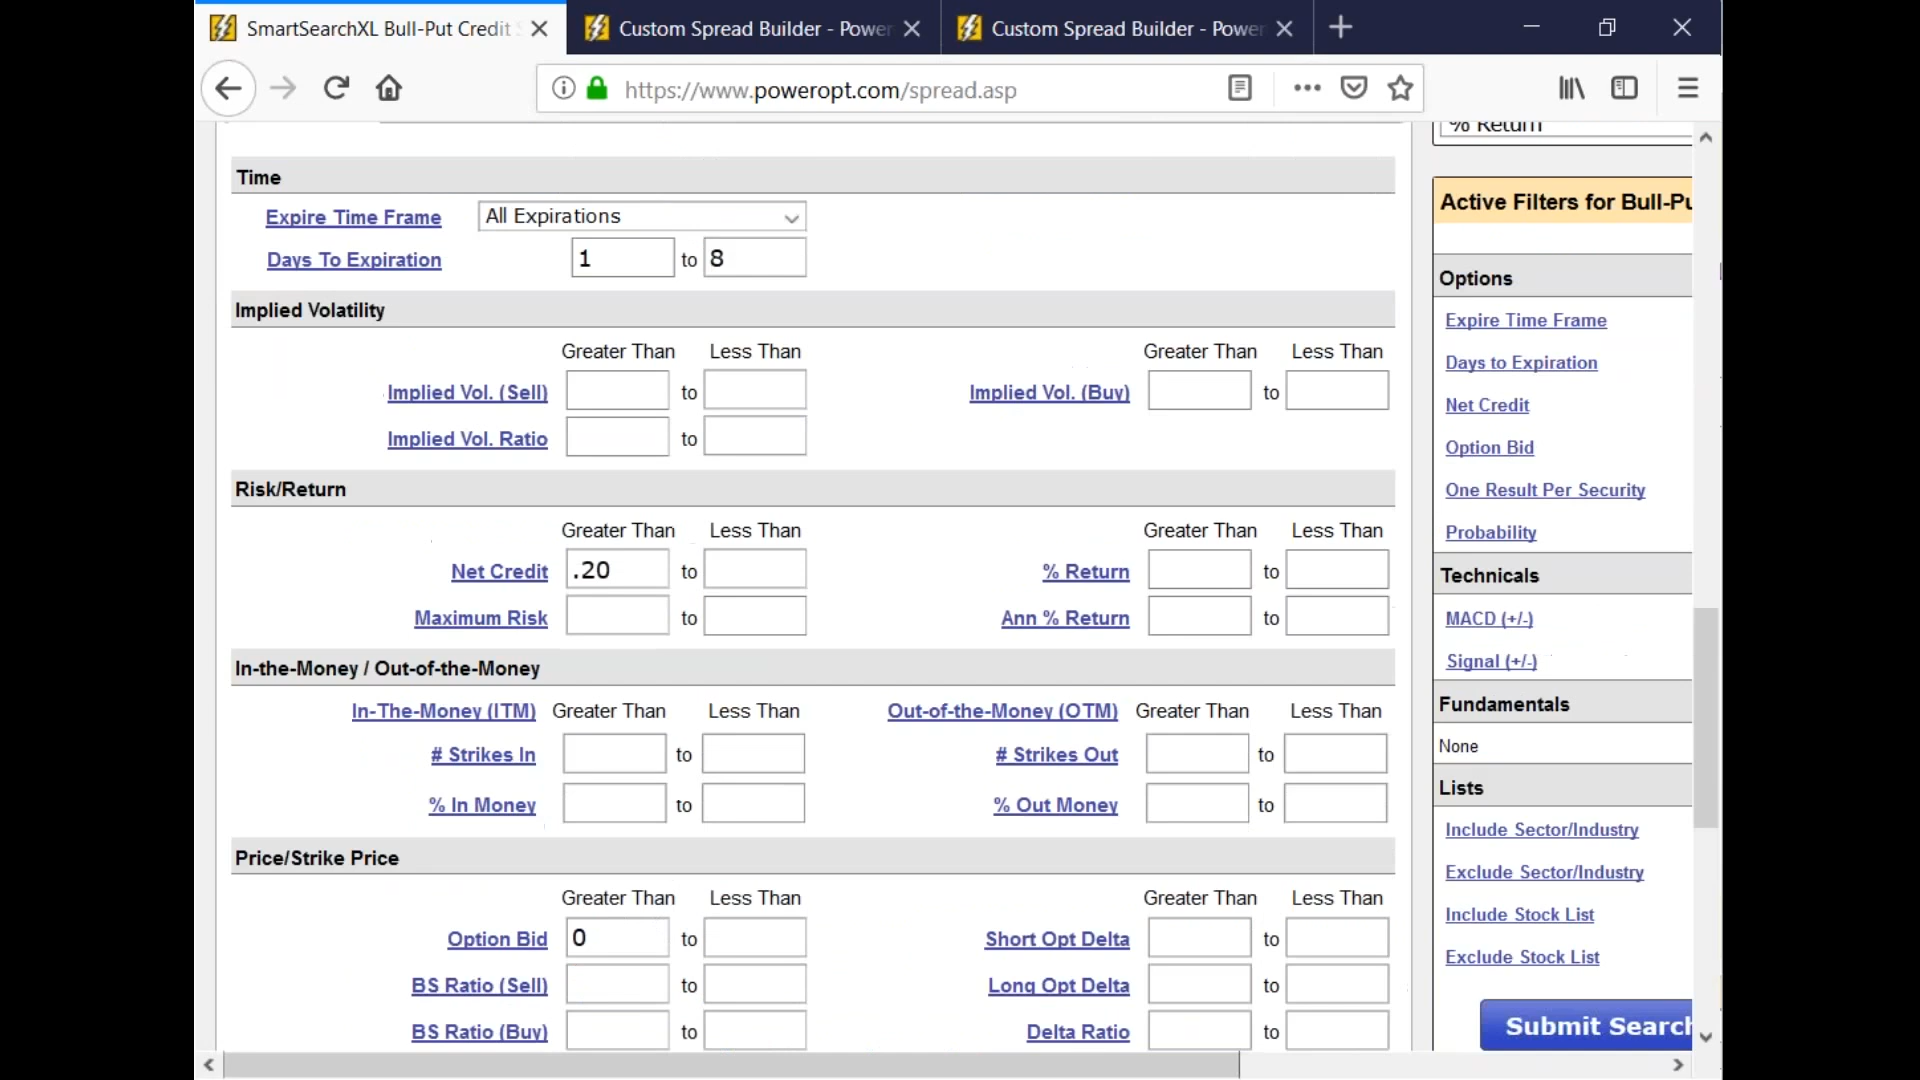 SmartSearchXL Bull-Put Credit S
Custom Spread Builder - Power
Custom Spread Builder - Power
https://www.poweropt.com/spread.asp
% Return
Time
Expire Time Frame All Expirations
Days To Expiration 1 to 8
Implied Volatility
Greater Than Less Than Greater Than Less Than
Implied Vol. (Sell) to Implied Vol. (Buy) to
Implied Vol. Ratio to
Risk/Return
Greater Than Less Than Greater Than Less Than
Net Credit .20 to % Return to
Maximum Risk to Ann % Return to
In-the-Money / Out-of-the-Money
In-The-Money (ITM) Greater Than Less Than Out-of-the-Money (OTM) Greater Than Less Than
# Strikes In to # Strikes Out to
% In Money to % Out Money to
Price/Strike Price
Greater Than Less Than Greater Than Less Than
Option Bid 0 to Short Opt Delta to
BS Ratio (Sell) to Long Opt Delta to
BS Ratio (Buy) to Delta Ratio to
Active Filters for Bull-Pu
Options
Expire Time Frame
Days to Expiration
Net Credit
Option Bid
One Result Per Security
Probability
Technicals
MACD (+/-)
Signal (+/-)
Fundamentals
None
Lists
Include Sector/Industry
Exclude Sector/Industry
Include Stock List
Exclude Stock List
Submit Search